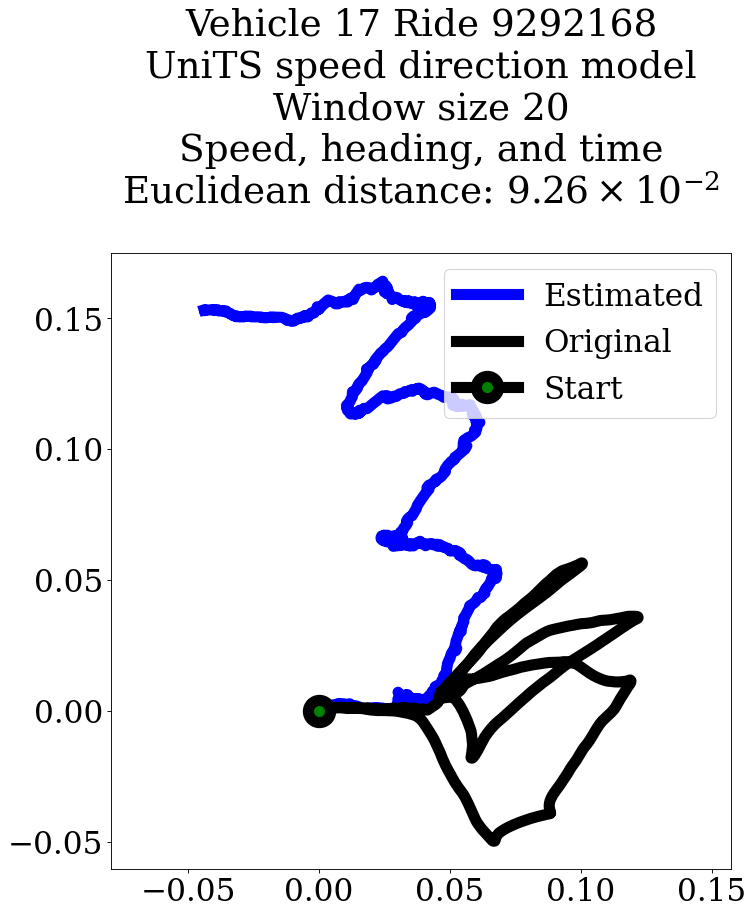 Vehicle 17 Ride 9292168
UniTS speed direction model
Window size 20
Speed, heading, and time
Euclidean distance: 9.26 × 10⁻²
Estimated
Original
Start
0.15
0.10
0.05
0.00
−0.05
−0.05 0.00 0.05 0.10 0.15